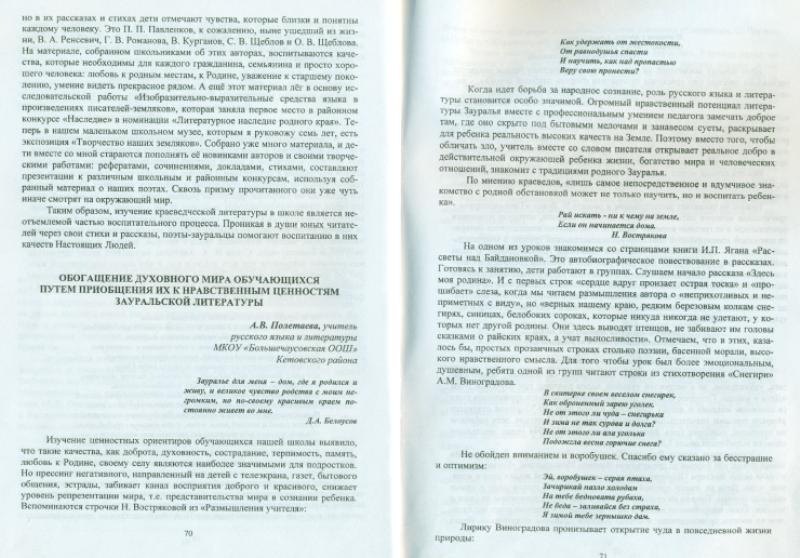 но в их рассказах и стихах дети отмечают чувства, которые близки и понятны
каждому человеку. Это П. П. Павленков, к сожалению, ныне ушедший из жиз-
ни, В. А. Ренсевич, Г. В. Романова, В. Курганов, С. В. Щеблов и О. В. Щеблова.
На материале, собранном школьниками об этих авторах, воспитываются каче-
ства, которые необходимы для каждого гражданина, семьянина и просто хоро-
шего человека: любовь к родным местам, к Родине, уважение к старшему поко-
лению, умение видеть прекрасное рядом. А ещё этот материал лёг в основу ис-
следовательской работы «Изобразительно-выразительные средства языка в
произведениях писателей-земляков», которая заняла первое место в районном
конкурсе «Наследие» в номинации «Литературное наследие родного края». Те-
перь в нашем маленьком школьном музее, которым я руковожу семь лет, есть
экспозиция «Творчество наших земляков». Собрано уже много материала, и де-
ти вместе со мной стараются пополнять её новинками авторов и своими творче-
скими работами: рефератами, сочинениями, докладами, стихами, составляют
презентации к различным школьным и районным конкурсам, используя соб-
ранный материал о наших поэтах. Сквозь призму прочитанного они уже чуть
иначе смотрят на окружающий мир.
Таким образом, изучение краеведческой литературы в школе является не-
отъемлемой частью воспитательного процесса. Проникая в души юных читате-
лей через свои стихи и рассказы, поэты-зауральцы помогают воспитанию в них
качеств Настоящих Людей.
ОБОГАЩЕНИЕ ДУХОВНОГО МИРА ОБУЧАЮЩИХСЯ
ПУТЕМ ПРИОБЩЕНИЯ ИХ К НРАВСТВЕННЫМ ЦЕННОСТЯМ
ЗАУРАЛЬСКОЙ ЛИТЕРАТУРЫ
А.В. Полетаева, учитель
русского языка и литературы
МКОУ «Большечаусовская ООШ»
Кетовского района
Зауралье для меня – дом, где я родился и
живу, и великое чувство родства с моим не-
громким, но по-своему красивым краем по-
стоянно живет во мне.
Д.А. Белоусов
Изучение ценностных ориентиров обучающихся нашей школы выявило,
что такие качества, как доброта, духовность, сострадание, терпимость, память,
любовь к Родине, своему селу являются наиболее значимыми для подростков.
Но прессинг негативного, направленный на детей с телеэкрана, газет, бытового
общения, эстрады, забивает канал восприятия доброго и красивого, снижает
уровень репрезентации мира, т.е. представительства мира в сознании ребенка.
Вспоминаются строчки Н. Востряковой из «Размышления учителя»:
70
Как удержать от жестокости,
От равнодушья спасти
И научить, как над пропастью
Веру свою пронести?
Когда идет борьба за народное сознание, роль русского языка и литера-
туры становится особо значимой. Огромный нравственный потенциал литера-
туры Зауралья вместе с профессиональным умением педагога замечать доброе
там, где оно скрыто под бытовыми мелочами и занавесом суеты, раскрывает
для ребенка реальность высоких качеств на Земле. Поэтому вместо того, чтобы
обличать зло, учитель вместе со словом писателя открывает реальное добро в
действительной окружающей ребенка жизни, богатство мира и человеческих
отношений, знакомит с традициями родного Зауралья.
По мнению краеведов, «лишь самое непосредственное и вдумчивое зна-
комство с родной обстановкой может не только научить, но и воспитать ребен-
ка».
Рай искать - ни к чему на земле,
Если он начинается дома.
Н. Вострякова
На одном из уроков знакомимся со страницами книги И.П. Ягана «Рас-
светы над Байдановкой». Это автобиографическое повествование в рассказах.
Готовясь к занятию, дети работают в группах. Слушаем начало рассказа «Здесь
моя родина». И с первых строк «сердце вдруг пронзает острая тоска» и «про-
шибает» слеза, когда мы читаем размышления автора о «неприхотливых и не-
приметных с виду», но «верных нашему краю, редким березовым колкам сне-
гирях, синицах, белобоких сороках, которые никуда никогда не улетают, у ко-
торых нет другой родины. Они здесь выводят птенцов, не забивают им головы
сказками о райских краях, а учат выносливости». Отмечаем, что в этих, каза-
лось бы, простых прозаичных строках столько поэзии, басенной морали, высо-
кого нравственного смысла. Для того чтобы урок был более эмоциональным,
душевным, ребята одной из групп читают строки из стихотворения «Снегири»
А.М. Виноградова.
В скатерке своем веселом снегирек,
Как оброненный зарею уголек.
Не от этого ли чуда – снегирька
И зима не так сурова и долга?
Не от этого ли ала уголька
Подожгла весна горючие снега?
Не обойден вниманием и воробушек. Спасибо ему сказано за бесстрашие
и оптимизм:
Эй, воробушек – серая птаха,
Зачирикай назло холодам
На тебе бедновата рубаха,
Не беда – заливайся без страха,
Я зимой тебе зернышко дам.
Лирику Виноградова пронизывает открытие чуда в повседневной жизни
природы:
71